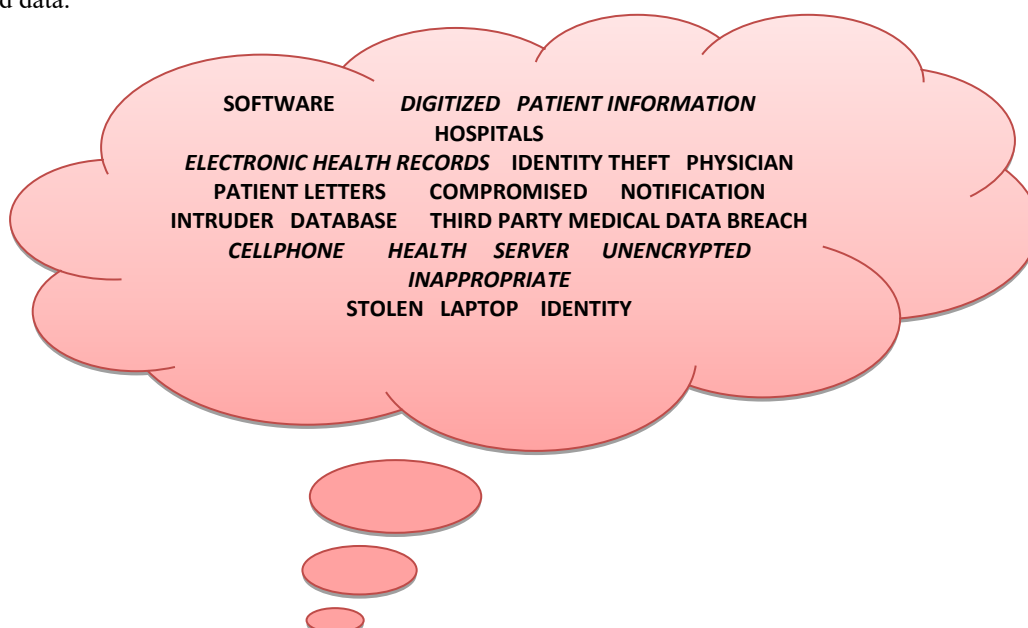 d data.
SOFTWARE DIGITIZED PATIENT INFORMATION
HOSPITALS
ELECTRONIC HEALTH RECORDS IDENTITY THEFT PHYSICIAN
PATIENT LETTERS COMPROMISED NOTIFICATION
INTRUDER DATABASE THIRD PARTY MEDICAL DATA BREACH
CELLPHONE HEALTH SERVER UNENCRYPTED
INAPPROPRIATE
STOLEN LAPTOP IDENTITY